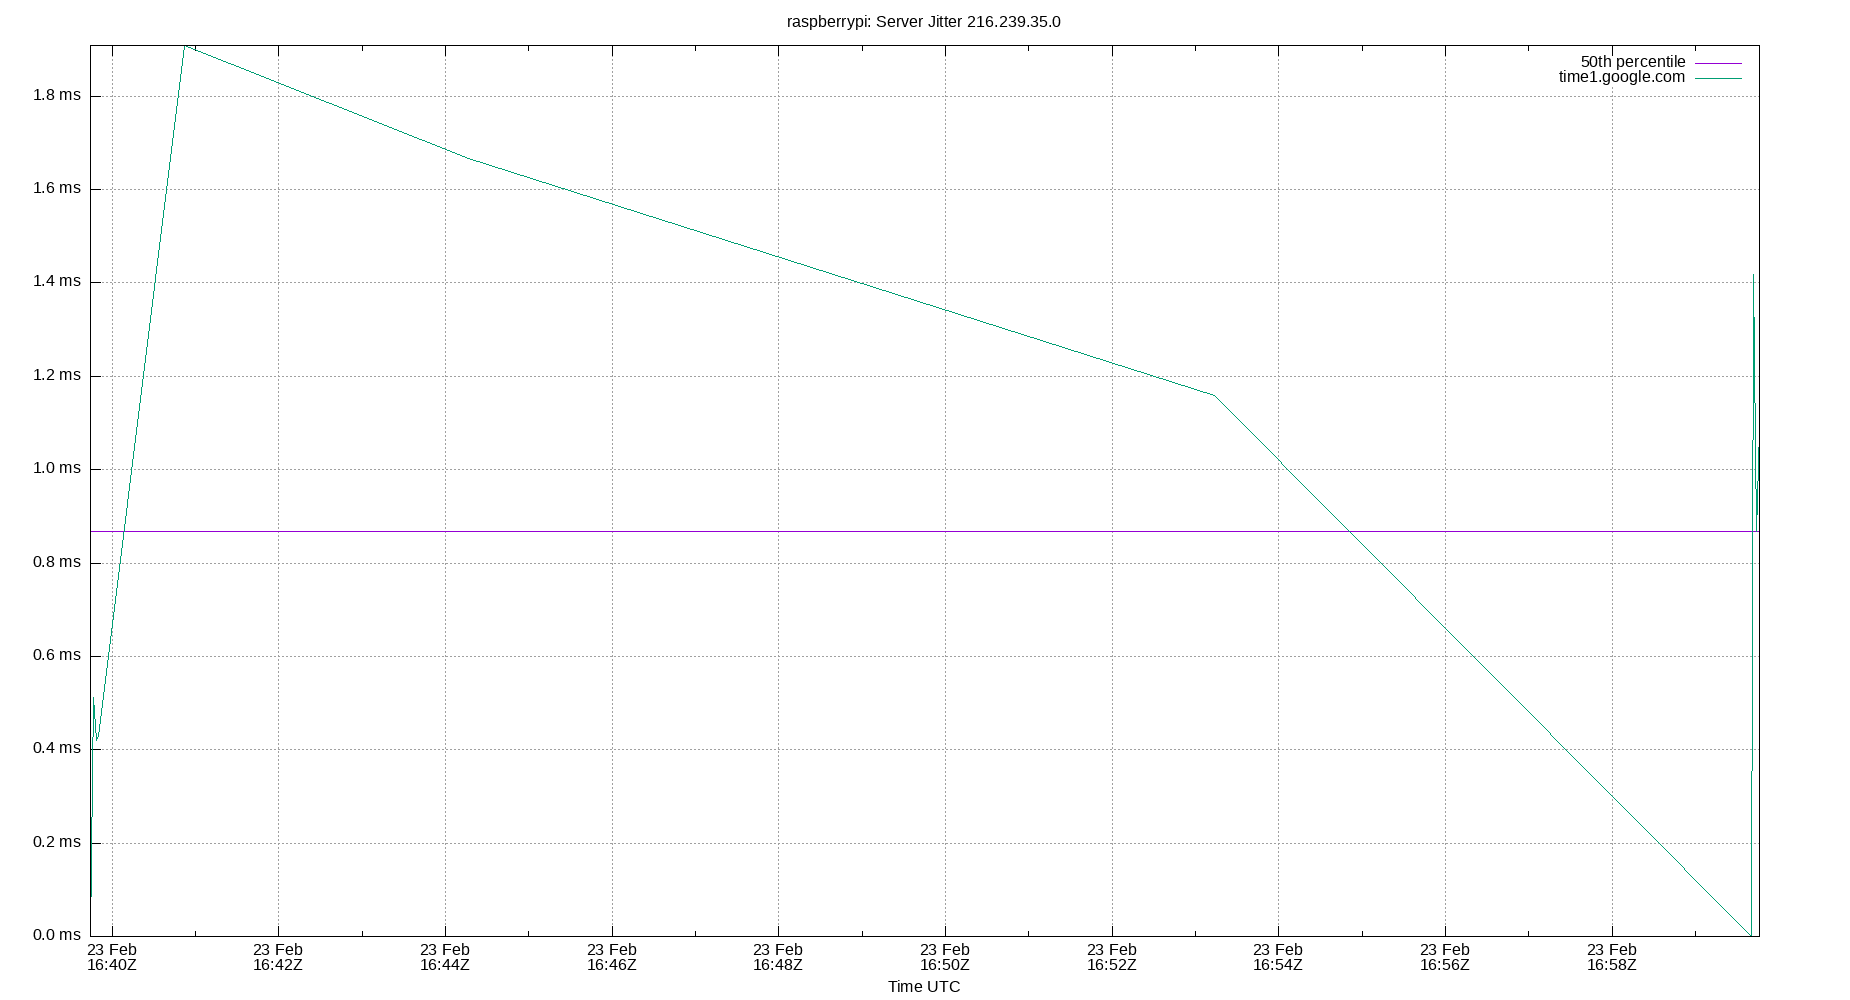 raspberrypi: Server Jitter 216.239.35.0
50th percentile
time1.google.com
1.8 ms
1.6 ms
1.4 ms
1.2 ms
1.0 ms
0.8 ms
0.6 ms
0.4 ms
0.2 ms
0.0 ms
23 Feb 23 Feb 23 Feb 23 Feb 23 Feb 23 Feb 23 Feb 23 Feb 23 Feb 23 Feb
16:40Z 16:42Z 16:44Z 16:46Z 16:48Z 16:50Z 16:52Z 16:54Z 16:56Z 16:58Z
Time UTC